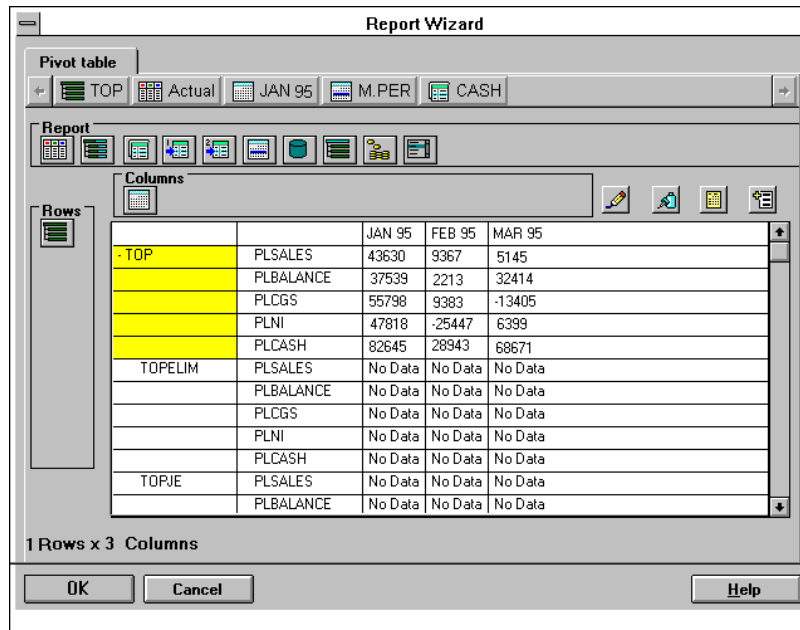 Report Wizard
Pivot table
TOP Actual JAN 95 M.PER CASH
Report
Columns
Rows
JAN 95 FEB 95 MAR 95
- TOP PLSALES 43630 9367 5145
PLBALANCE 37539 2213 32414
PLCGS 55798 9383 -13405
PLNI 47818 -25447 6399
PLCASH 82645 28943 68671
TOPELIM PLSALES No Data No Data No Data
PLBALANCE No Data No Data No Data
PLCGS No Data No Data No Data
PLNI No Data No Data No Data
PLCASH No Data No Data No Data
TOPJE PLSALES No Data No Data No Data
PLBALANCE No Data No Data No Data
1 Rows x 3 Columns
OK Cancel Help